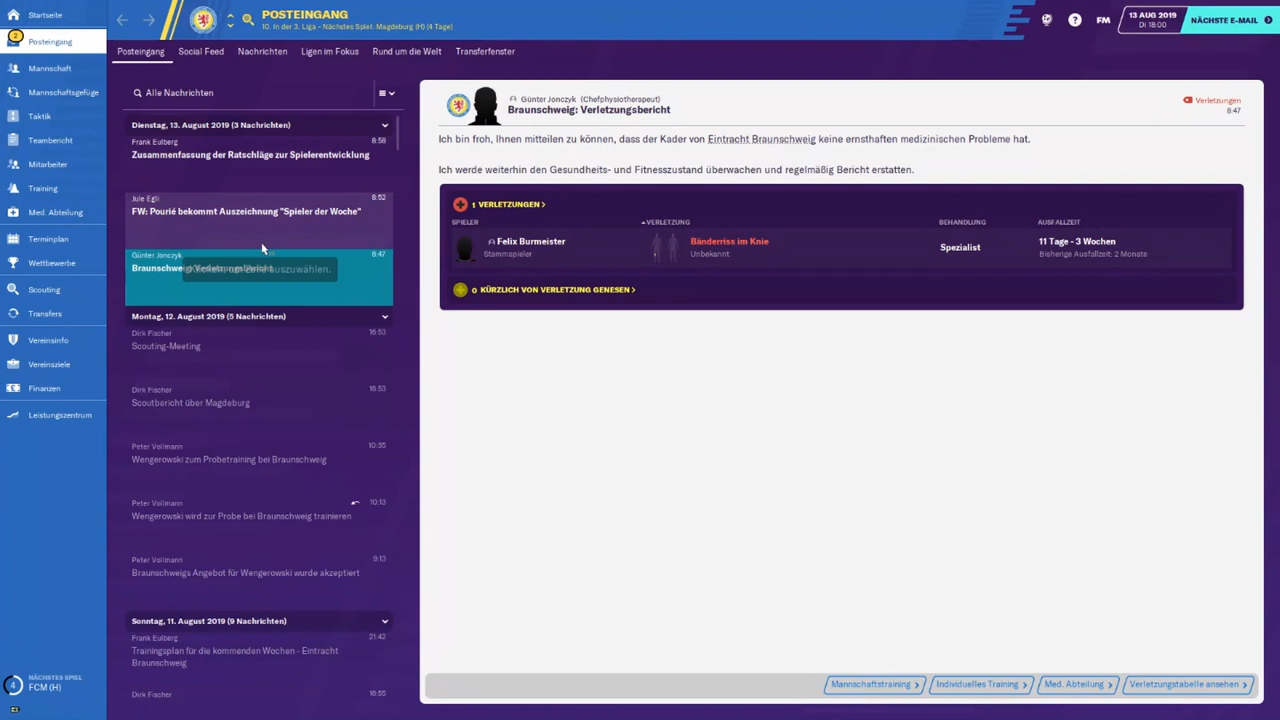 Startseite
2
Posteingang
Mannschaft
Mannschaftsgefüge
Taktik
Teambericht
Mitarbeiter
Training
Med. Abteilung
Terminplan
Wettbewerbe
Scouting
Transfers
Vereinsinfo
Vereinsziele
Finanzen
Leistungszentrum
4
NÄCHSTES SPIEL
FCM (H)
POSTEINGANG
10. in der 3. Liga - Nächstes Spiel: Magdeburg (H) (4 Tage)
FM
13 AUG 2019
DI 18:00
NÄCHSTE E-MAIL
Posteingang
Social Feed
Nachrichten
Ligen im Fokus
Rund um die Welt
Transferfenster
Alle Nachrichten
Dienstag, 13. August 2019 (3 Nachrichten)
Frank Eulberg 8:58
Zusammenfassung der Ratschläge zur Spielerentwicklung
Jule Egli 8:52
FW: Pourié bekommt Auszeichnung "Spieler der Woche"
Günter Jonczyk 8:47
Braunschweig: Verletzungsbericht
auszuwählen.
Montag, 12. August 2019 (5 Nachrichten)
Dirk Fischer 16:53
Scouting-Meeting
Dirk Fischer 16:53
Scoutbericht über Magdeburg
Peter Vollmann 10:35
Wengerowski zum Probetraining bei Braunschweig
Peter Vollmann 10:13
Wengerowski wird zur Probe bei Braunschweig trainieren
Peter Vollmann 9:13
Braunschweigs Angebot für Wengerowski wurde akzeptiert
Sonntag, 11. August 2019 (9 Nachrichten)
Frank Eulberg 21:42
Trainingsplan für die kommenden Wochen - Eintracht
Braunschweig
Dirk Fischer 16:55
Günter Jonczyk (Chefphysiotherapeut)
Braunschweig: Verletzungsbericht
Verletzungen
8:47
Ich bin froh, Ihnen mitteilen zu können, dass der Kader von Eintracht Braunschweig keine ernsthaften medizinischen Probleme hat.
Ich werde weiterhin den Gesundheits- und Fitnesszustand überwachen und regelmäßig Bericht erstatten.
1 VERLETZUNGEN >
SPIELER VERLETZUNG BEHANDLUNG AUSFALLZEIT
Felix Burmeister Bänderriss im Knie Spezialist 11 Tage - 3 Wochen
Stammspieler Unbekannt Bisherige Ausfallzeit: 2 Monate
0 KÜRZLICH VON VERLETZUNG GENESEN >
Mannschaftstraining >
Individuelles Training >
Med. Abteilung >
Verletzungstabelle ansehen >